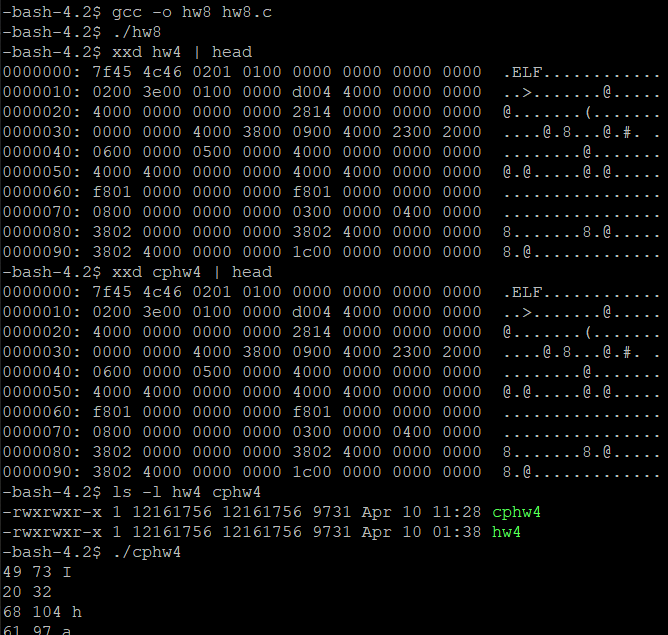 -bash-4.2$ gcc -o hw8 hw8.c
-bash-4.2$ ./hw8
-bash-4.2$ xxd hw4 | head
0000000: 7f45 4c46 0201 0100 0000 0000 0000 0000  .ELF............
0000010: 0200 3e00 0100 0000 d004 4000 0000 0000  ..>.......@.....
0000020: 4000 0000 0000 0000 2814 0000 0000 0000  @.......(.......
0000030: 0000 0000 4000 3800 0900 4000 2300 2000  ....@.8...@.#. .
0000040: 0600 0000 0500 0000 4000 0000 0000 0000  ........@.......
0000050: 4000 4000 0000 0000 4000 4000 0000 0000  @.@.....@.@.....
0000060: f801 0000 0000 0000 f801 0000 0000 0000  ................
0000070: 0800 0000 0000 0000 0300 0000 0400 0000  ................
0000080: 3802 0000 0000 0000 3802 4000 0000 0000  8.......8.@.....
0000090: 3802 4000 0000 0000 1c00 0000 0000 0000  8.@.............
-bash-4.2$ xxd cphw4 | head
0000000: 7f45 4c46 0201 0100 0000 0000 0000 0000  .ELF............
0000010: 0200 3e00 0100 0000 d004 4000 0000 0000  ..>.......@.....
0000020: 4000 0000 0000 0000 2814 0000 0000 0000  @.......(.......
0000030: 0000 0000 4000 3800 0900 4000 2300 2000  ....@.8...@.#. .
0000040: 0600 0000 0500 0000 4000 0000 0000 0000  ........@.......
0000050: 4000 4000 0000 0000 4000 4000 0000 0000  @.@.....@.@.....
0000060: f801 0000 0000 0000 f801 0000 0000 0000  ................
0000070: 0800 0000 0000 0000 0300 0000 0400 0000  ................
0000080: 3802 0000 0000 0000 3802 4000 0000 0000  8.......8.@.....
0000090: 3802 4000 0000 0000 1c00 0000 0000 0000  8.@.............
-bash-4.2$ ls -l hw4 cphw4
-rwxrwxr-x 1 12161756 12161756 9731 Apr 10 11:28 cphw4
-rwxrwxr-x 1 12161756 12161756 9731 Apr 10 01:38 hw4
-bash-4.2$ ./cphw4
49 73 I
20 32
68 104 h
61 97 a